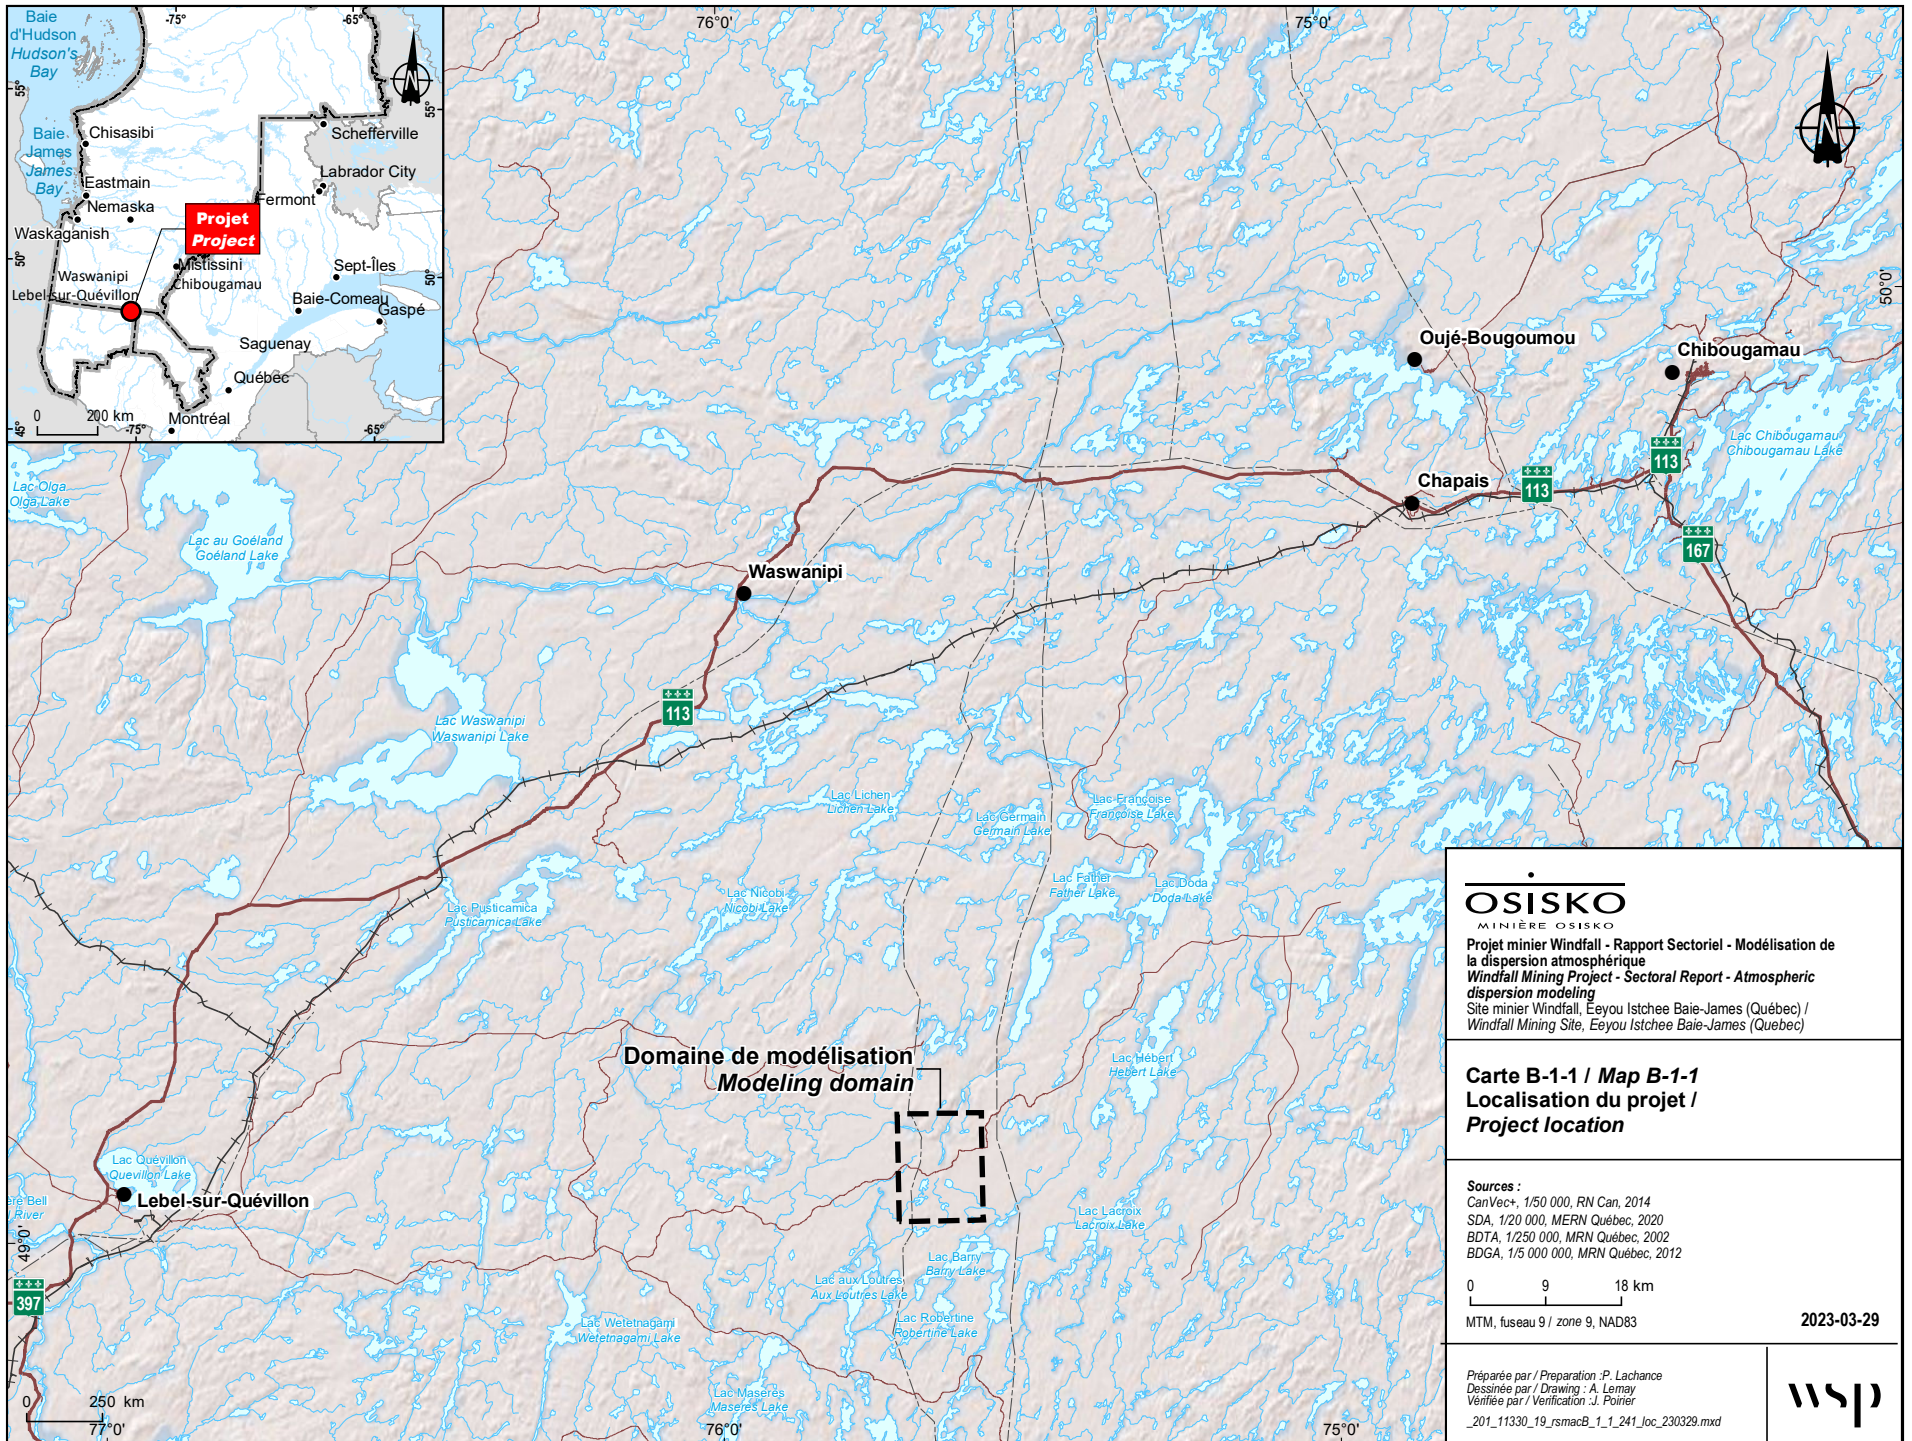 Baie
d'Hudson
Hudson's
Bay
-75°
-65°
N
55°
55°
Baie
James
James
Bay
Chisasibi
Schefferville
Eastmain
Labrador City
Nemaska
Fermont
Waskaganish
Projet
Project
50°
50°
Mistissini
Sept-Îles
Waswanipi
Chibougamau
Lebel-sur-Quévillon
Baie-Comeau
Gaspé
Saguenay
Québec
0 200 km
Montréal
45°
-75°
-65°
76°0'
75°0'
N
50°0'
Oujé-Bougoumou
Chibougamau
Lac Chibougamau
Chibougamau Lake
113
Chapais
113
167
Lac Olga
Olga Lake
Lac au Goéland
Goéland Lake
Waswanipi
113
Lac Waswanipi
Waswanipi Lake
Lac Lichen
Lichen Lake
Lac Germain
Germain Lake
Lac Françoise
Françoise Lake
Lac Father
Father Lake
Lac Doda
Doda Lake
Lac Nicobi
Nicobi Lake
Lac Pusticamica
Pusticamica Lake
Domaine de modélisation
Modeling domain
Lac Hébert
Hebert Lake
Lac Quévillon
Quevillon Lake
Lebel-sur-Quévillon
ère Bell
l River
49°0'
397
Lac Lacroix
Lacroix Lake
Lac Barry
Barry Lake
Lac aux Loutres
Aux Loutres Lake
Lac Robertine
Robertine Lake
Lac Wetetnagami
Wetetnagami Lake
Lac Maseres
Maseres Lake
0 250 km
77°0'
76°0'
75°0'
OSISKO
MINIÈRE OSISKO
Projet minier Windfall - Rapport Sectoriel - Modélisation de
la dispersion atmosphérique
Windfall Mining Project - Sectoral Report - Atmospheric
dispersion modeling
Site minier Windfall, Eeyou Istchee Baie-James (Québec) /
Windfall Mining Site, Eeyou Istchee Baie-James (Quebec)
Carte B-1-1 / Map B-1-1
Localisation du projet /
Project location
Sources :
CanVec+, 1/50 000, RN Can, 2014
SDA, 1/20 000, MERN Québec, 2020
BDTA, 1/250 000, MRN Québec, 2002
BDGA, 1/5 000 000, MRN Québec, 2012
0 9 18 km
MTM, fuseau 9 / zone 9, NAD83
2023-03-29
Préparée par / Preparation :P. Lachance
Dessinée par / Drawing : A. Lemay
Vérifiée par / Verification :J. Poirier
_201_11330_19_rsmacB_1_1_241_loc_230329.mxd
wsp